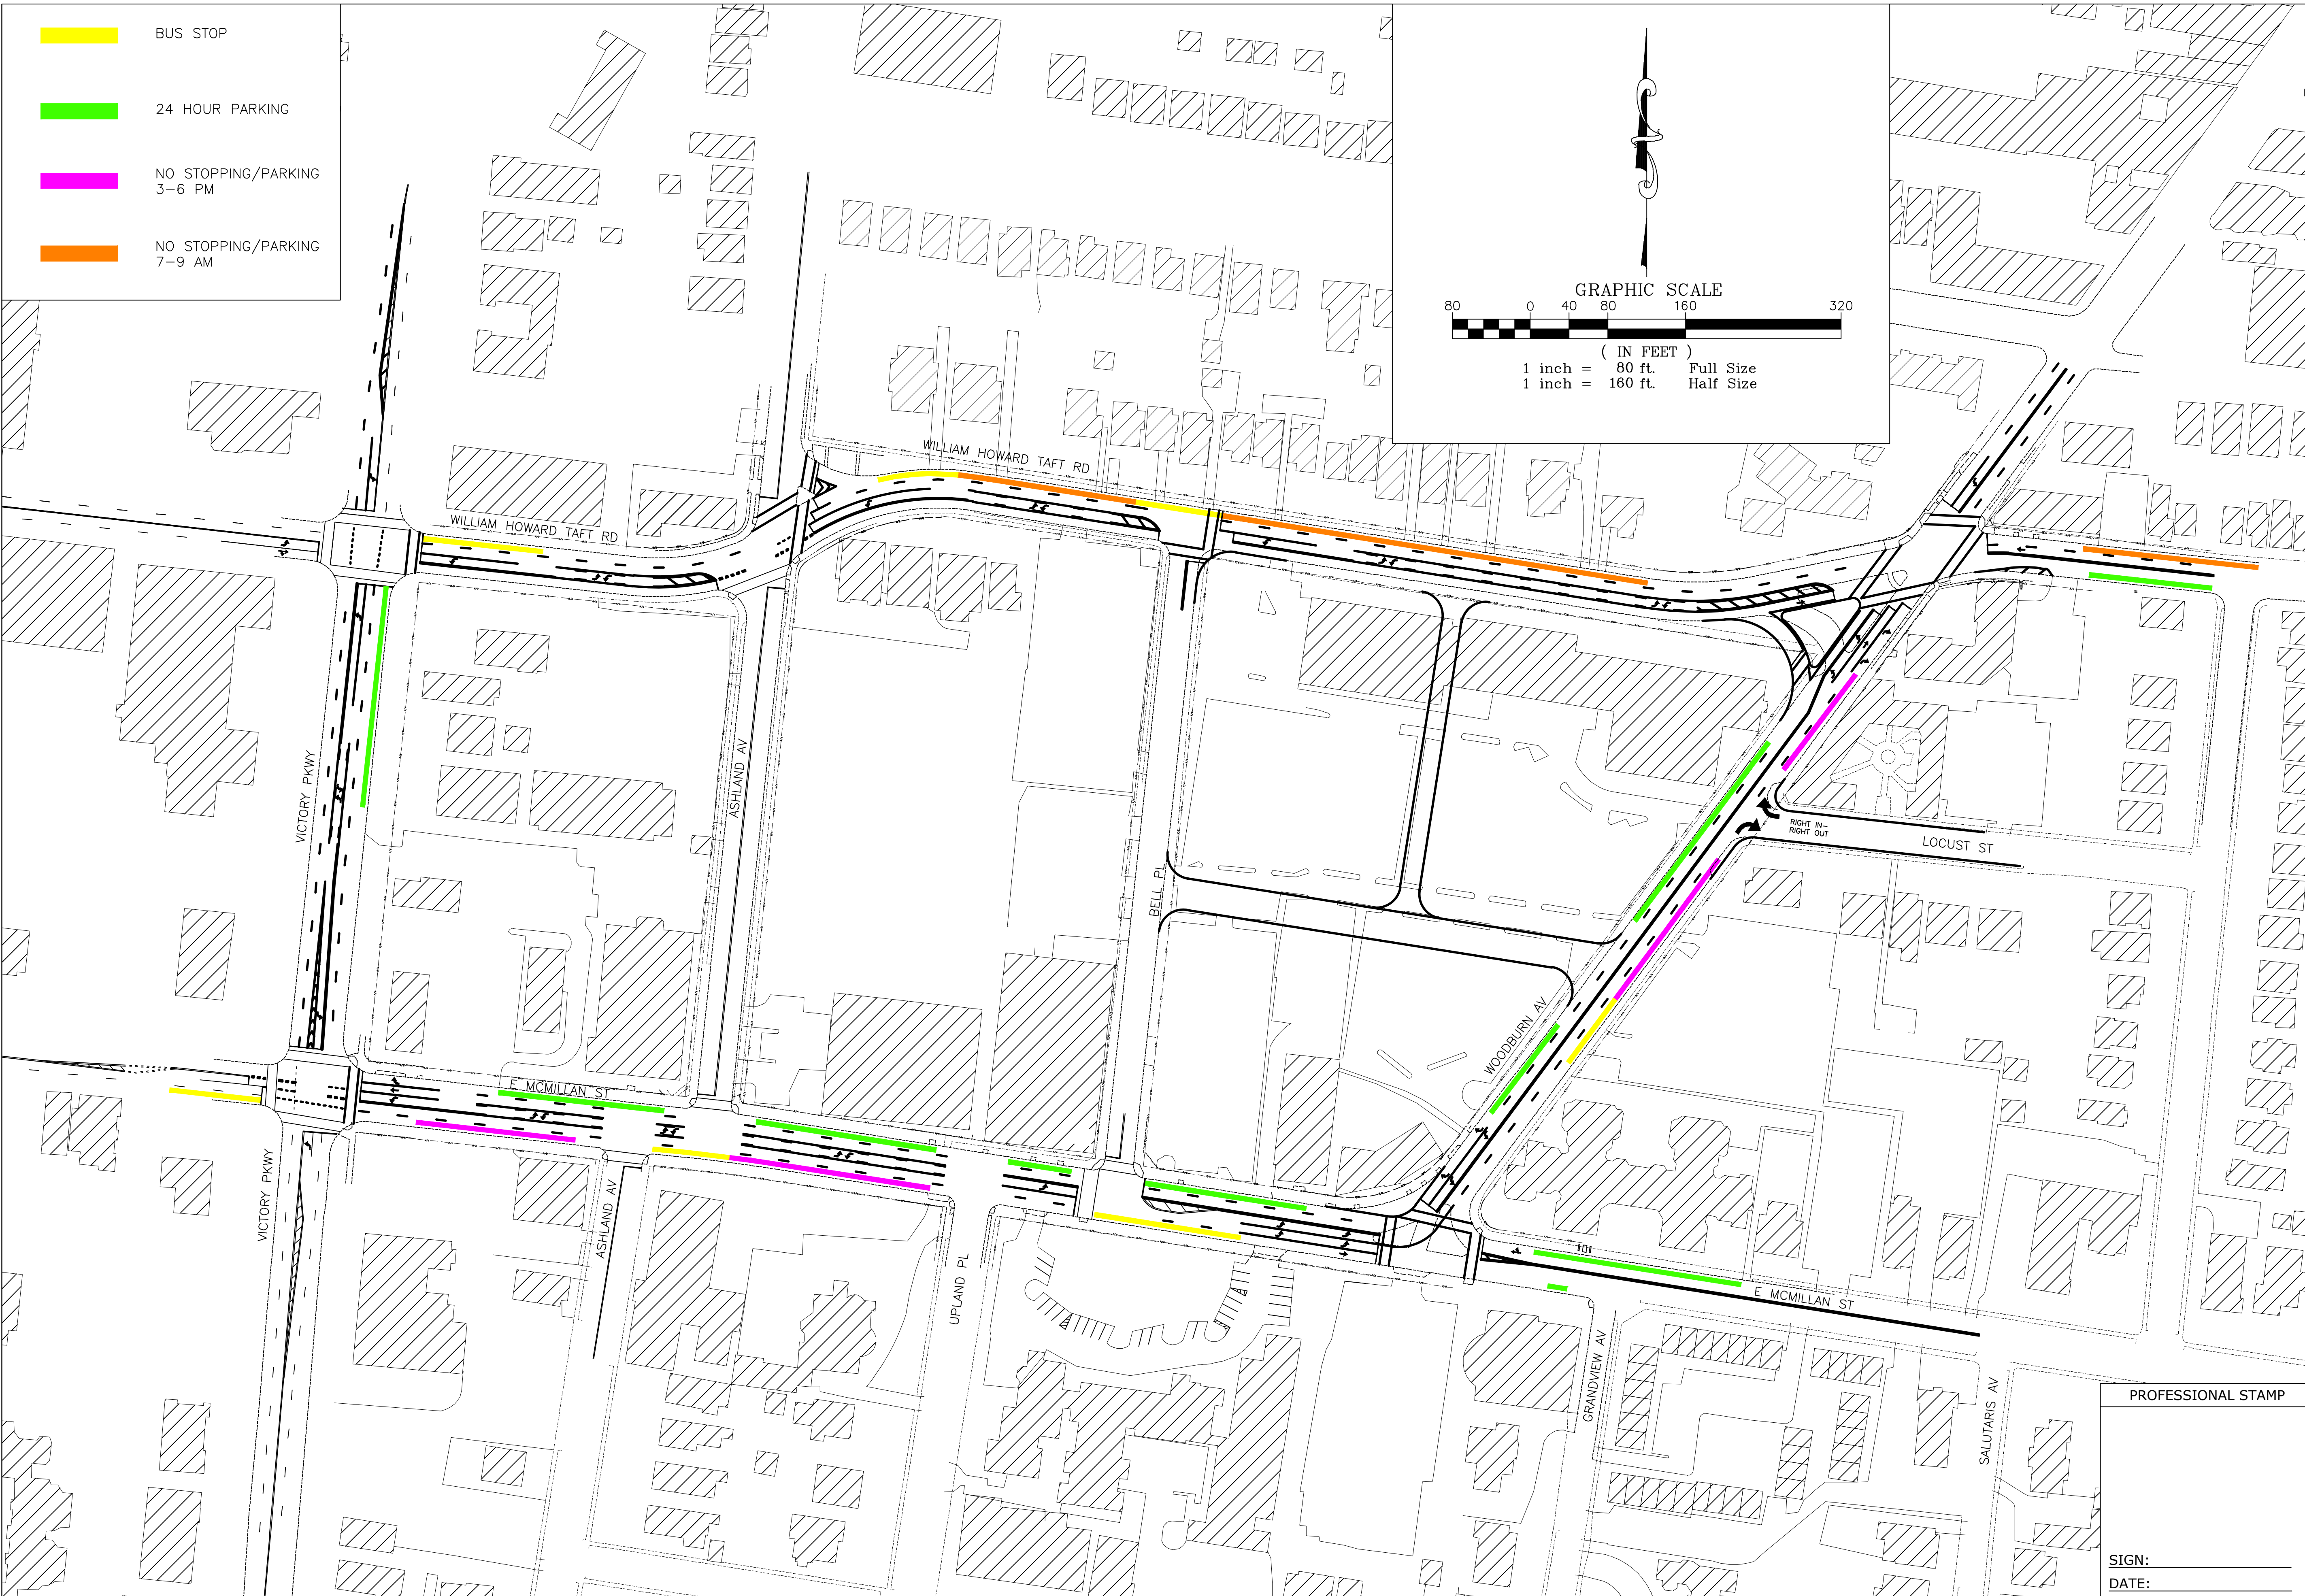 BUS STOP
24 HOUR PARKING
NO STOPPING/PARKING
3-6 PM
NO STOPPING/PARKING
7-9 AM
GRAPHIC SCALE
80 0 40 80 160 320
( IN FEET )
1 inch = 80 ft. Full Size
1 inch = 160 ft. Half Size
WILLIAM HOWARD TAFT RD
WILLIAM HOWARD TAFT RD
VICTORY PKWY
ASHLAND AV
BELL PL
RIGHT IN-
RIGHT OUT
LOCUST ST
WOODBURN AV
E MCMILLAN ST
VICTORY PKWY
ASHLAND AV
UPLAND PL
E MCMILLAN ST
GRANDVIEW AV
SALUTARIS AV
PROFESSIONAL STAMP
SIGN:
DATE: